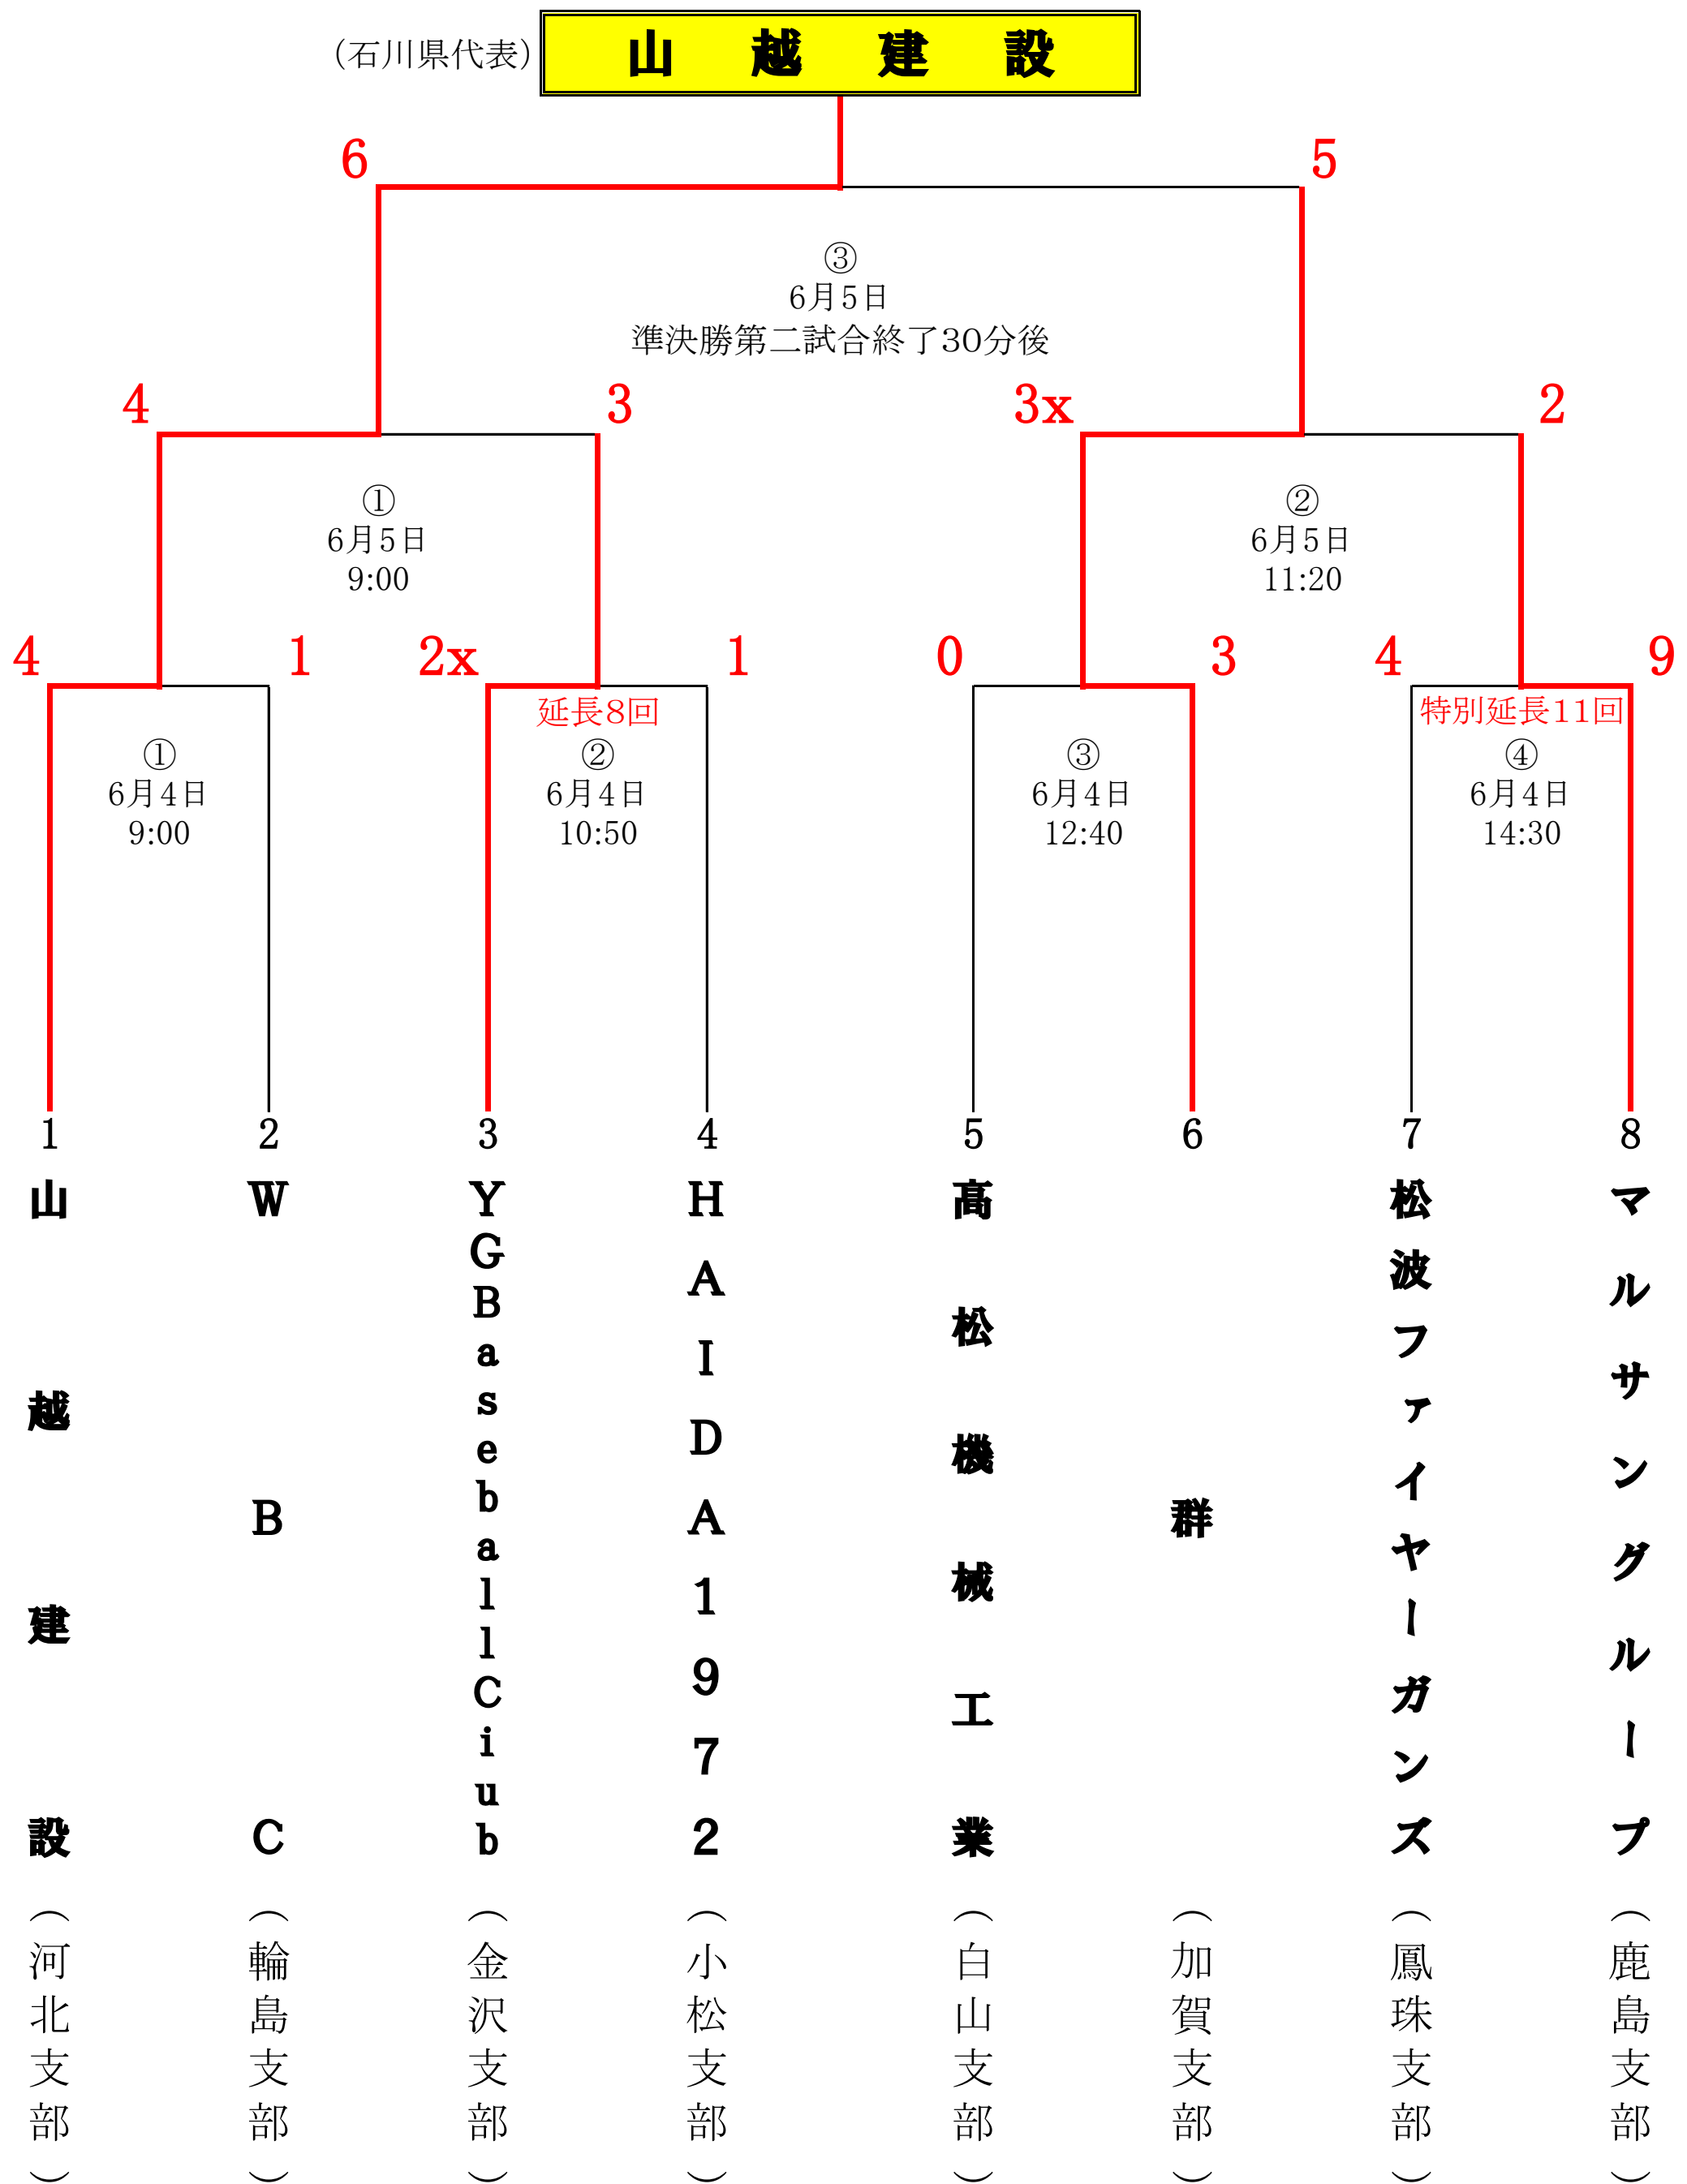 (石川県代表)
山越建設
6
5
③
6月5日
準決勝第二試合終了30分後
4
3
3x
2
①
6月5日
9:00
②
6月5日
11:20
4
1
2x
1
0
3
4
9
延長8回
特別延長11回
①
6月4日
9:00
②
6月4日
10:50
③
6月4日
12:40
④
6月4日
14:30
1
山越建設
(河北支部)
2
WBC
(輪島支部)
3
YGBaseballCiub
(金沢支部)
4
HAIDA1972
(小松支部)
5
髙松機械工業
(白山支部)
6
群
(加賀支部)
7
松波ファイヤーガンズ
(鳳珠支部)
8
マルサングループ
(鹿島支部)